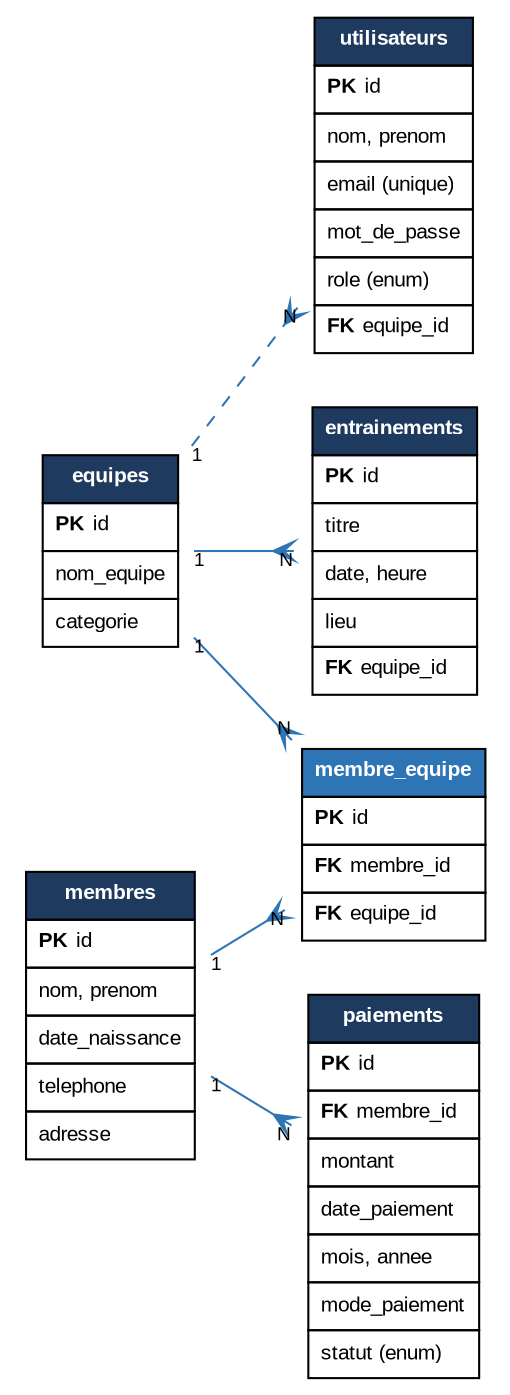 utilisateurs
PK id
nom, prenom
email (unique)
mot_de_passe
role (enum)
FK equipe_id
N
1
equipes
PK id
nom_equipe
categorie
1
N
1
N
entrainements
PK id
titre
date, heure
lieu
FK equipe_id
membre_equipe
PK id
FK membre_id
FK equipe_id
membres
PK id
nom, prenom
date_naissance
telephone
adresse
N
1
1
N
paiements
PK id
FK membre_id
montant
date_paiement
mois, annee
mode_paiement
statut (enum)